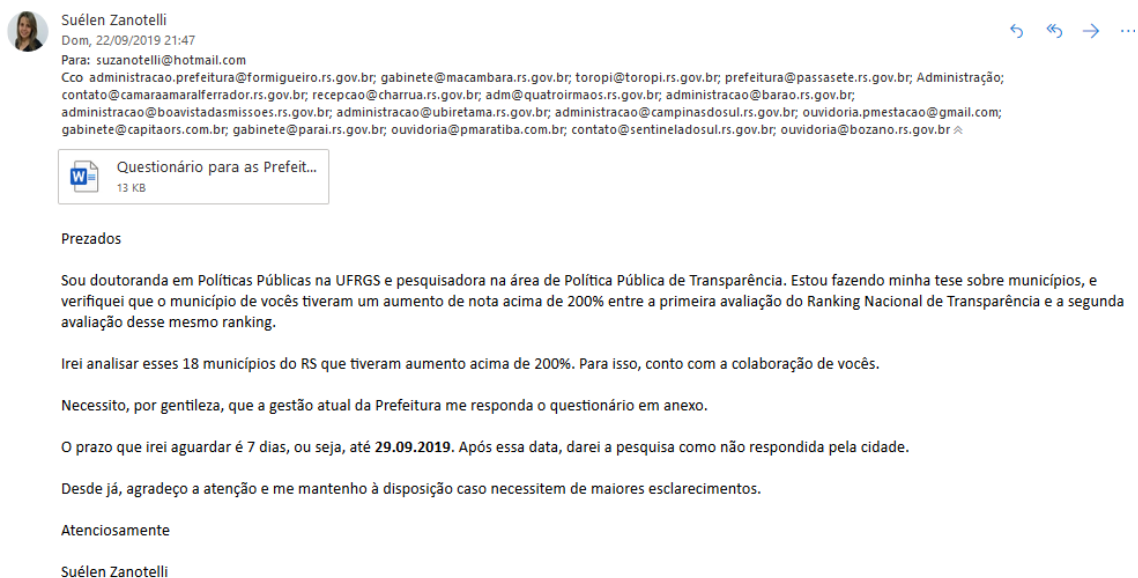 Suélen Zanotelli
Dom, 22/09/2019 21:47
Para: suzanotelli@hotmail.com
Cco administracao.prefeitura@formigueiro.rs.gov.br; gabinete@macambara.rs.gov.br; toropi@toropi.rs.gov.br; prefeitura@passasete.rs.gov.br; Administração;
contato@camaraamaralferrador.rs.gov.br; recepcao@charrua.rs.gov.br; adm@quatroirmaos.rs.gov.br; administracao@barao.rs.gov.br;
administracao@boavistadasmissoes.rs.gov.br; administracao@ubiretama.rs.gov.br; administracao@campinasdosul.rs.gov.br; ouvidoria.pmestacao@gmail.com;
gabinete@capitaors.com.br; gabinete@parai.rs.gov.br; ouvidoria@pmaratiba.com.br; contato@sentineladosul.rs.gov.br; ouvidoria@bozano.rs.gov.br
Questionário para as Prefeit...
13 KB
Prezados
Sou doutoranda em Políticas Públicas na UFRGS e pesquisadora na área de Política Pública de Transparência. Estou fazendo minha tese sobre municípios, e
verifiquei que o município de vocês tiveram um aumento de nota acima de 200% entre a primeira avaliação do Ranking Nacional de Transparência e a segunda
avaliação desse mesmo ranking.
Irei analisar esses 18 municípios do RS que tiveram aumento acima de 200%. Para isso, conto com a colaboração de vocês.
Necessito, por gentileza, que a gestão atual da Prefeitura me responda o questionário em anexo.
O prazo que irei aguardar é 7 dias, ou seja, até 29.09.2019. Após essa data, darei a pesquisa como não respondida pela cidade.
Desde já, agradeço a atenção e me mantenho à disposição caso necessitem de maiores esclarecimentos.
Atenciosamente
Suélen Zanotelli